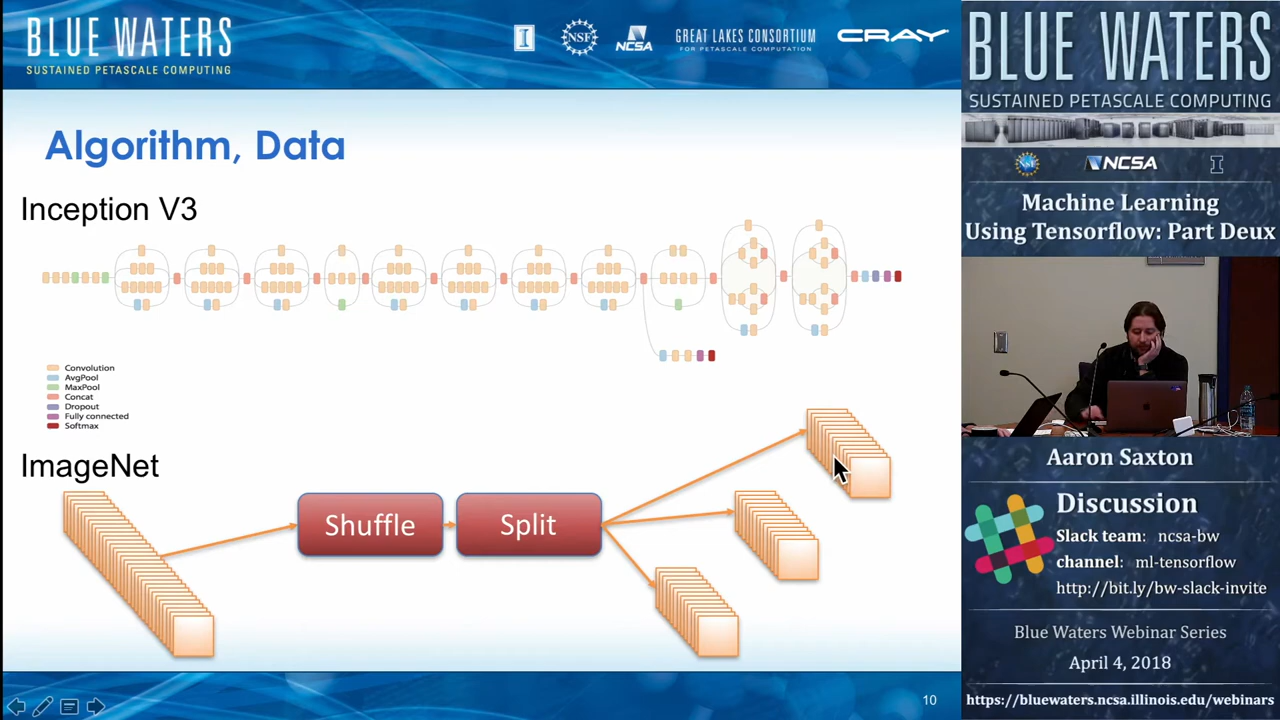 BLUE WATERS
SUSTAINED PETASCALE COMPUTING
I
NSF
NCSA
GREAT LAKES CONSORTIUM
FOR PETASCALE COMPUTATION
CRAY
Algorithm, Data
Inception V3
Convolution
AvgPool
MaxPool
Concat
Dropout
Fully connected
Softmax
ImageNet
Shuffle
Split
10
BLUE WATERS
SUSTAINED PETASCALE COMPUTING
NSF
NCSA
I
Machine Learning
Using Tensorflow: Part Deux
Aaron Saxton
Discussion
Slack team: ncsa-bw
channel: ml-tensorflow
http://bit.ly/bw-slack-invite
Blue Waters Webinar Series
April 4, 2018
https://bluewaters.ncsa.illinois.edu/webinars